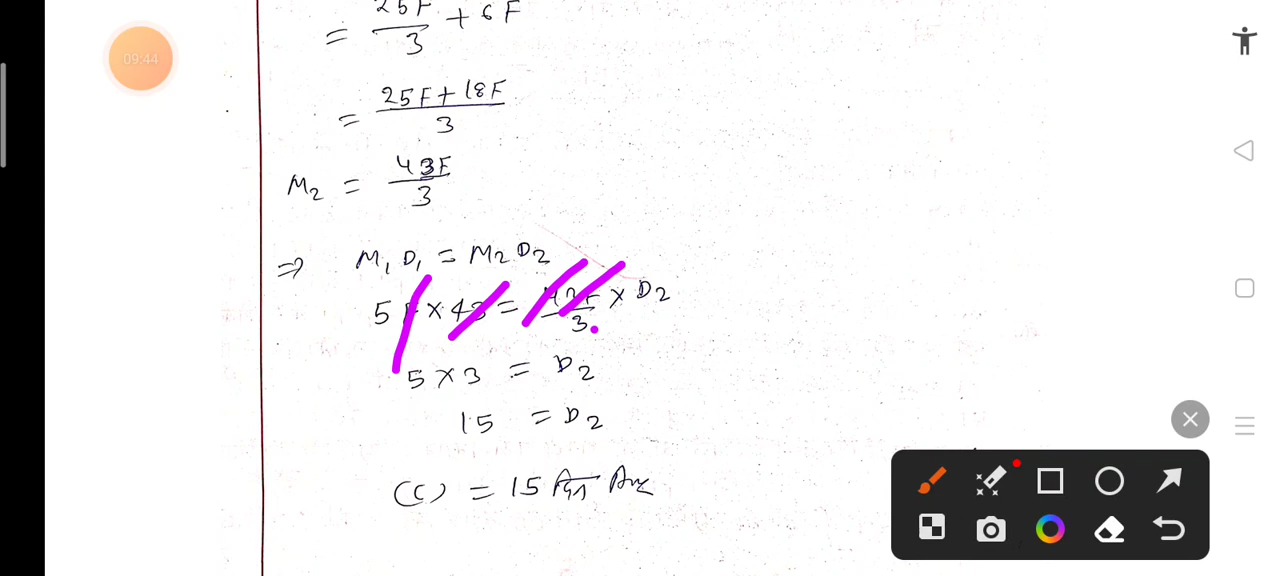 09:44
= 25F/3 + 6F
= 25F+18F/3
M₂ = 43F/3
⇒ M₁ D₁ = M₂ D₂
5F × 43 = 43F/3 × D₂
5 × 3 = D₂
15 = D₂
(C) = 15 दिन Ans